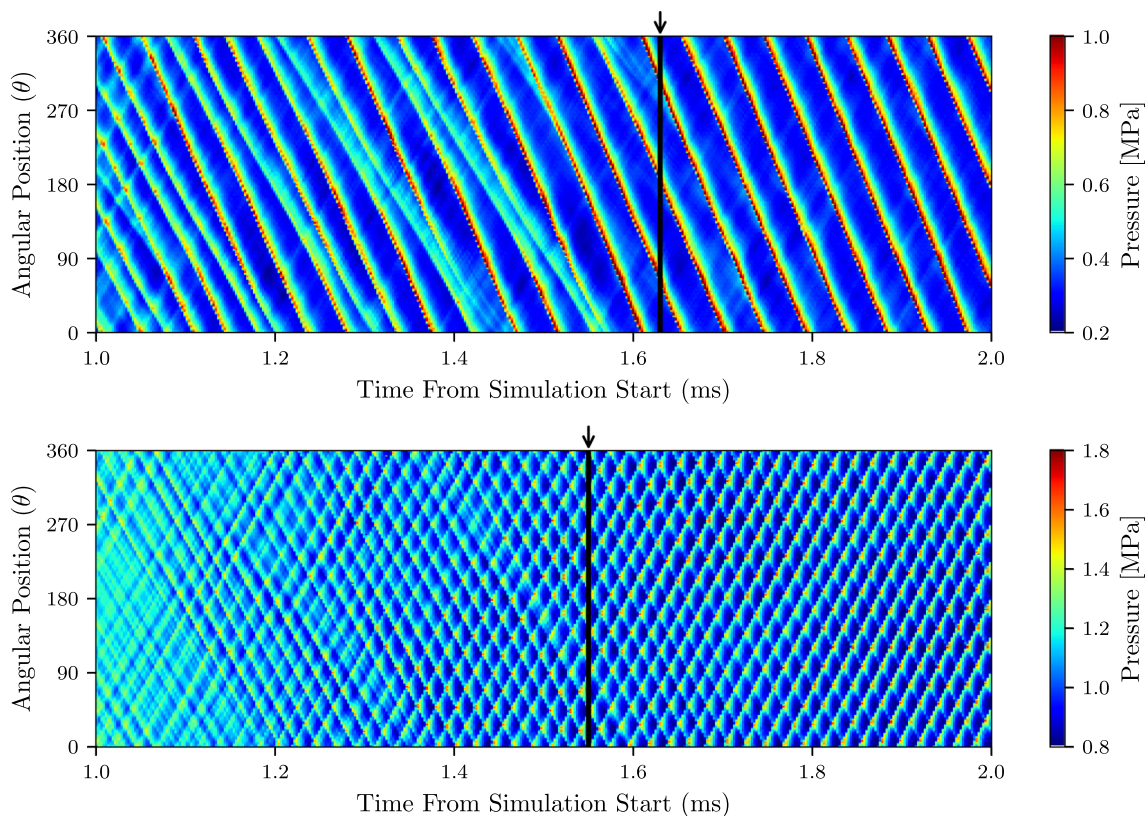 360
270
180
90
0
Angular Position (θ)
1.0 1.2 1.4 1.6 1.8 2.0
Time From Simulation Start (ms)
1.0
0.8
0.6
0.4
0.2
Pressure [MPa]
360
270
180
90
0
Angular Position (θ)
1.0 1.2 1.4 1.6 1.8 2.0
Time From Simulation Start (ms)
1.8
1.6
1.4
1.2
1.0
0.8
Pressure [MPa]